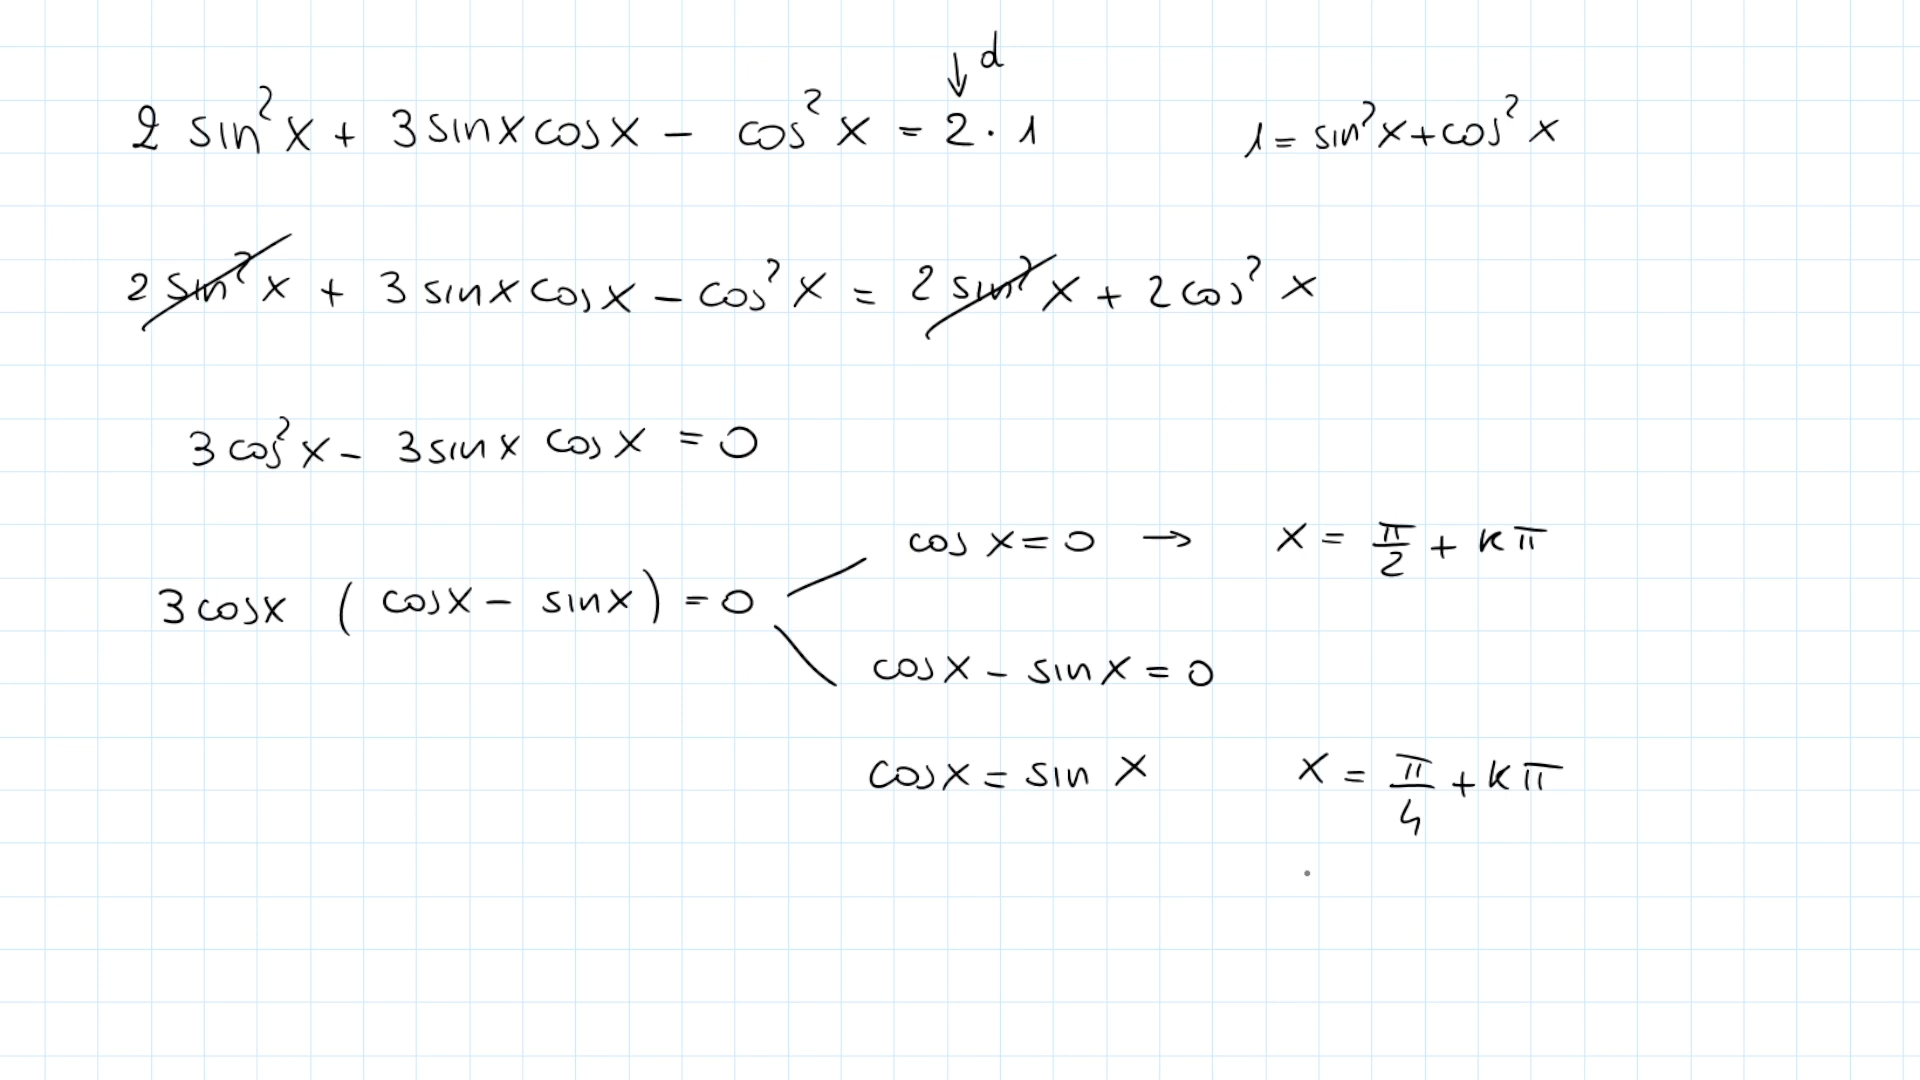 ↓ d
2 sin²x + 3 sinx cosx − cos²x = 2 · 1    1 = sin²x + cos²x
2 sin²x + 3 sinx cosx − cos²x = 2 sin²x + 2 cos²x
3 cos²x − 3 sinx cosx = 0
cos x = 0 → x = π/2 + kπ
3 cosx ( cosx − sinx ) = 0
cosx − sinx = 0
cosx = sin x    x = π/4 + kπ